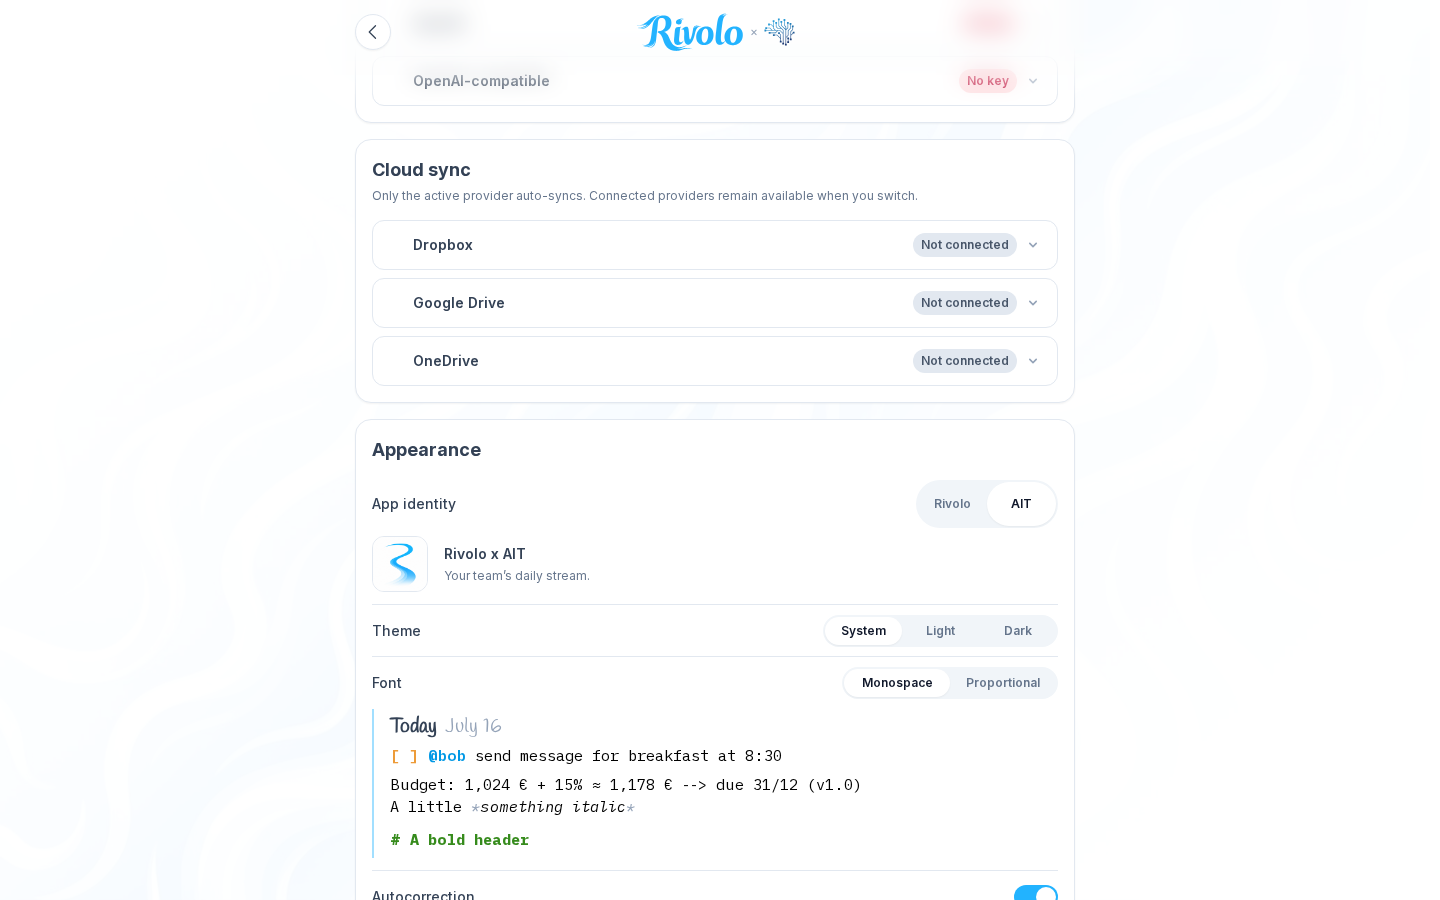 Rivolo ×
OpenAI-compatible No key
Cloud sync
Only the active provider auto-syncs. Connected providers remain available when you switch.
Dropbox Not connected
Google Drive Not connected
OneDrive Not connected
Appearance
App identity Rivolo AIT
Rivolo x AIT
Your team’s daily stream.
Theme System Light Dark
Font Monospace Proportional
Today July 16
[ ] @bob send message for breakfast at 8:30
Budget: 1,024 € + 15% ≈ 1,178 € --> due 31/12 (v1.0)
A little *something italic*
# A bold header
Autocorrection